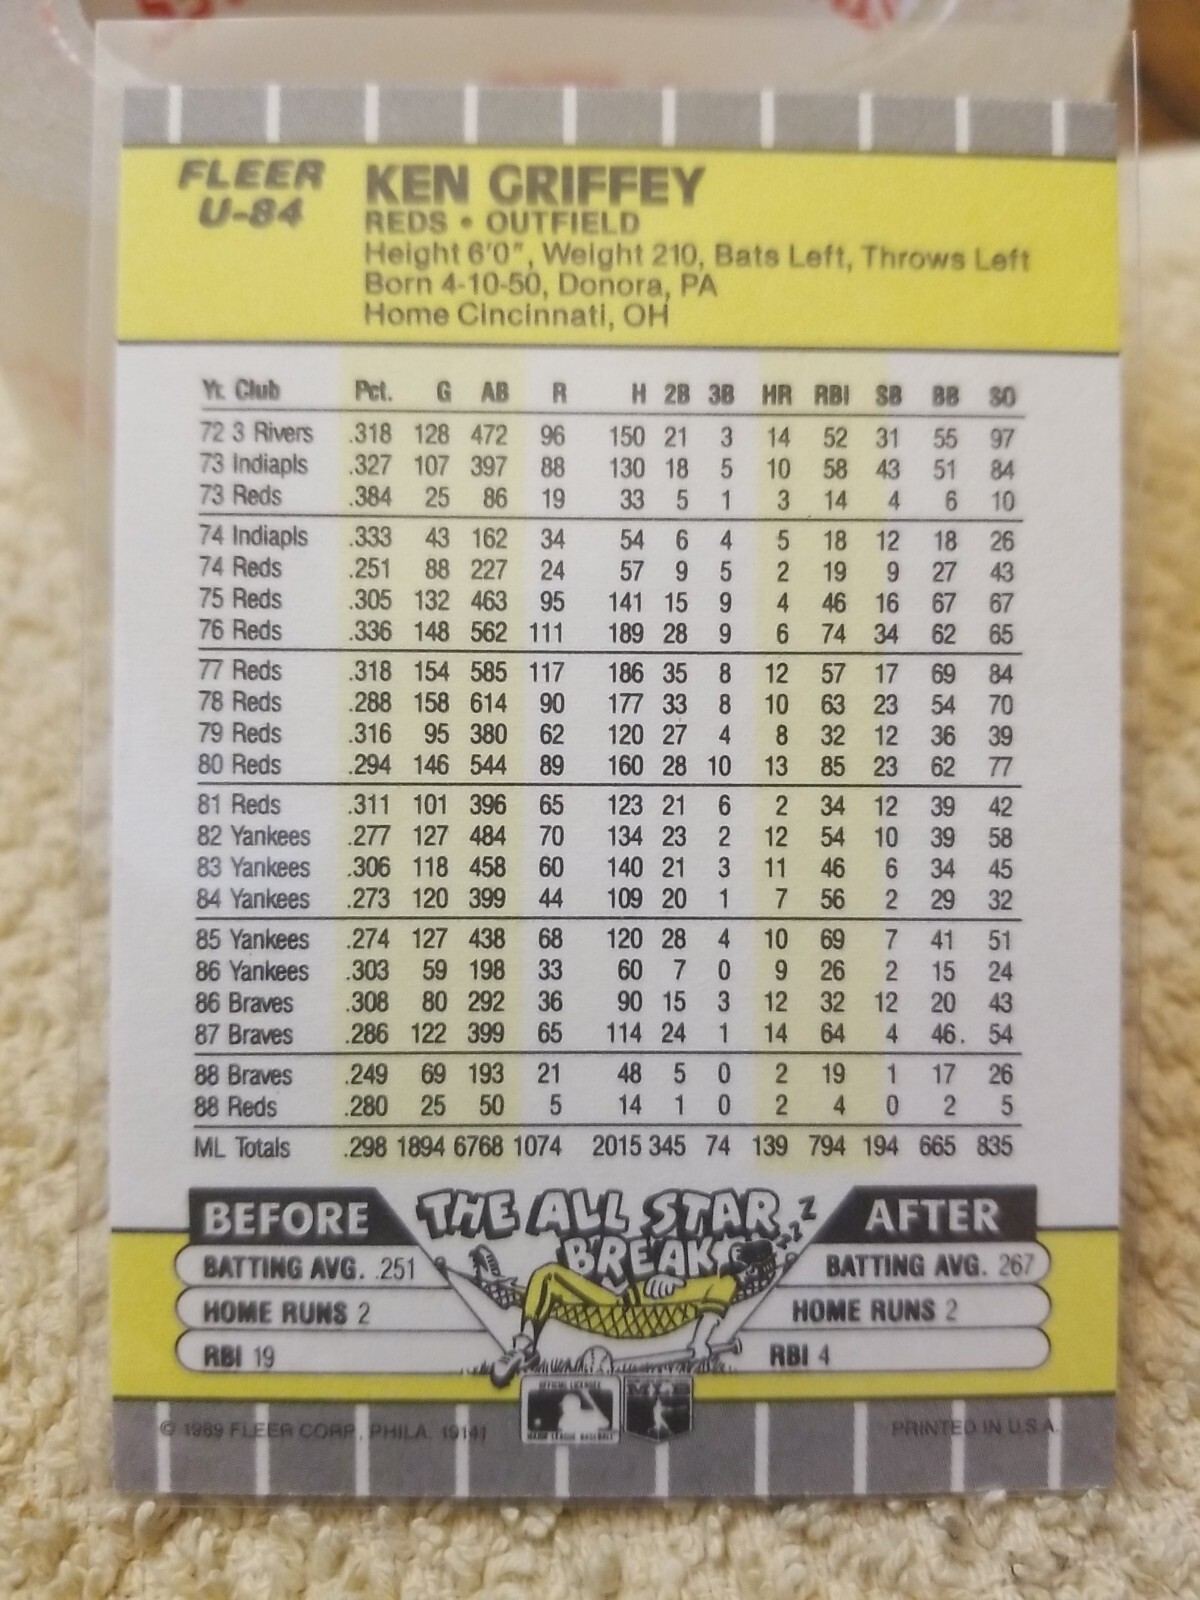 FLEER
U-84
KEN GRIFFEY
REDS • OUTFIELD
Height 6'0", Weight 210, Bats Left, Throws Left
Born 4-10-50, Donora, PA
Home Cincinnati, OH
Yr. Club Pct. G AB R H 2B 3B HR RBI SB BB SO
72 3 Rivers .318 128 472 96 150 21 3 14 52 31 55 97
73 Indiapls .327 107 397 88 130 18 5 10 58 43 51 84
73 Reds .384 25 86 19 33 5 1 3 14 4 6 10
74 Indiapls .333 43 162 34 54 6 4 5 18 12 18 26
74 Reds .251 88 227 24 57 9 5 2 19 9 27 43
75 Reds .305 132 463 95 141 15 9 4 46 16 67 67
76 Reds .336 148 562 111 189 28 9 6 74 34 62 65
77 Reds .318 154 585 117 186 35 8 12 57 17 69 84
78 Reds .288 158 614 90 177 33 8 10 63 23 54 70
79 Reds .316 95 380 62 120 27 4 8 32 12 36 39
80 Reds .294 146 544 89 160 28 10 13 85 23 62 77
81 Reds .311 101 396 65 123 21 6 2 34 12 39 42
82 Yankees .277 127 484 70 134 23 2 12 54 10 39 58
83 Yankees .306 118 458 60 140 21 3 11 46 6 34 45
84 Yankees .273 120 399 44 109 20 1 7 56 2 29 32
85 Yankees .274 127 438 68 120 28 4 10 69 7 41 51
86 Yankees .303 59 198 33 60 7 0 9 26 2 15 24
86 Braves .308 80 292 36 90 15 3 12 32 12 20 43
87 Braves .286 122 399 65 114 24 1 14 64 4 46. 54
88 Braves .249 69 193 21 48 5 0 2 19 1 17 26
88 Reds .280 25 50 5 14 1 0 2 4 0 2 5
ML Totals .298 1894 6768 1074 2015 345 74 139 794 194 665 835
BEFORE THE ALL STAR BREAK ZZZ AFTER
BATTING AVG. .251 BATTING AVG. 267
HOME RUNS 2 HOME RUNS 2
RBI 19 RBI 4
OFFICIAL LICENSEE
MAJOR LEAGUE BASEBALL
© 1989 FLEER CORP., PHILA. 19141 PRINTED IN U.S.A.